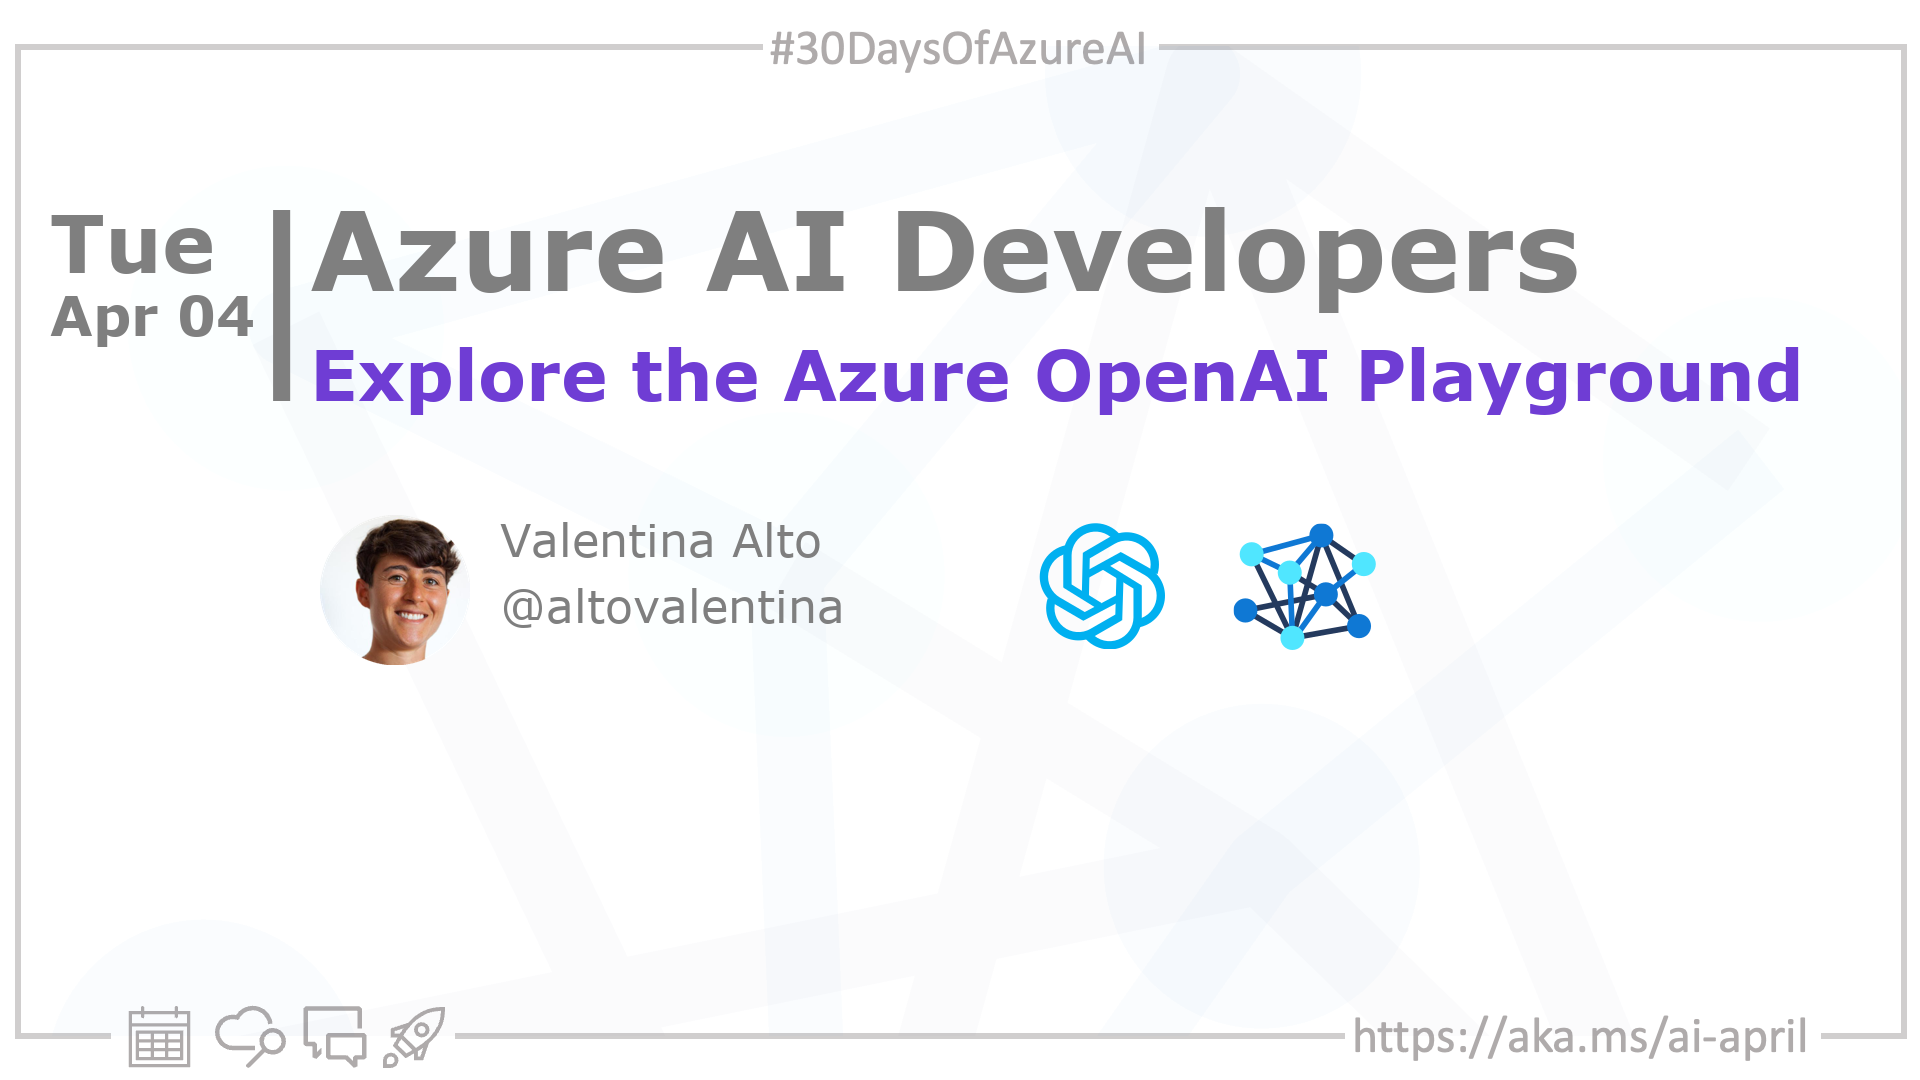 #30DaysOfAzureAI
Tue
Apr 04
Azure AI Developers
Explore the Azure OpenAI Playground
Valentina Alto
@altovalentina
https://aka.ms/ai-april